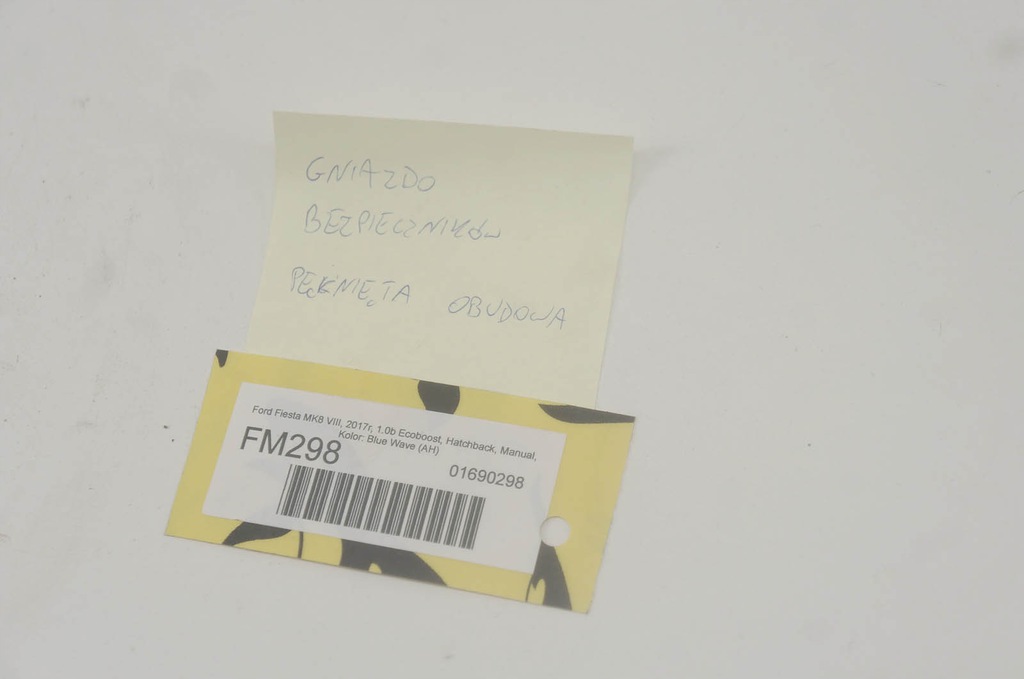 GNIAZDO
BEZPIECZNIKÓW
PĘKNIĘTA OBUDOWA
Ford Fiesta MK8 VIII, 2017r, 1.0b Ecoboost, Hatchback, Manual,
Kolor: Blue Wave (AH)
FM298
01690298